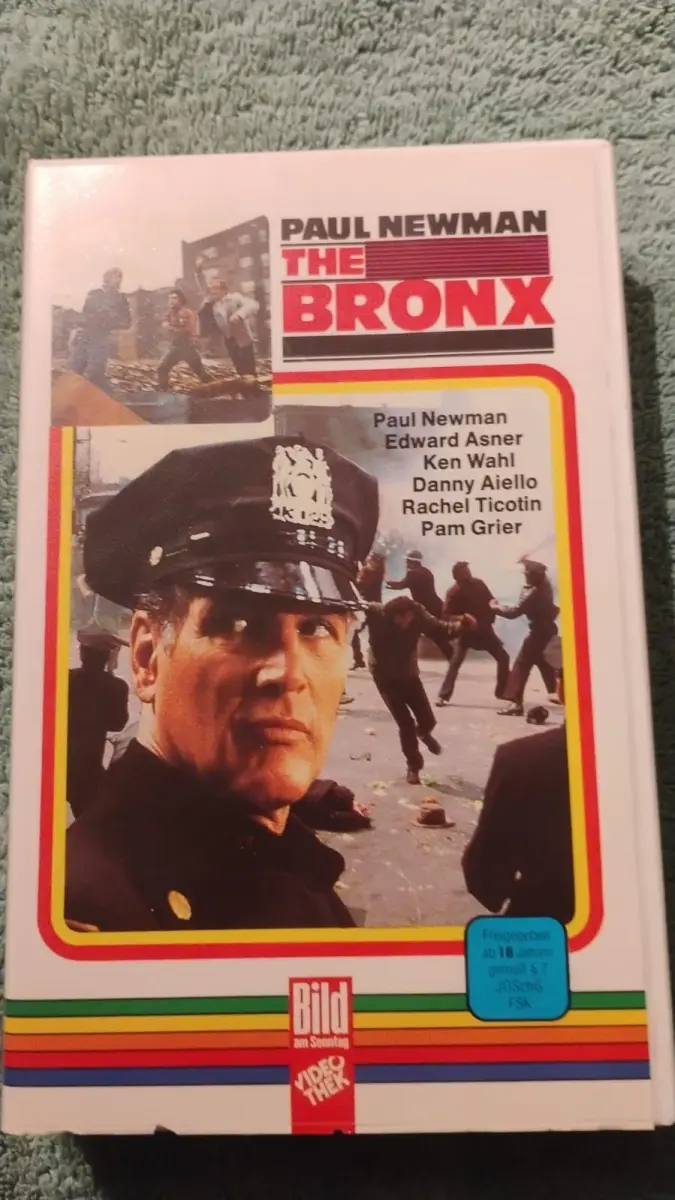 PAUL NEWMAN
THE
BRONX
Paul Newman
Edward Asner
Ken Wahl
Danny Aiello
Rachel Ticotin
Pam Grier
Freigegeben
ab 16 Jahren
gemäß § 7
JÖSchG
FSK
Bild
am Sonntag
VIDEO
THEK